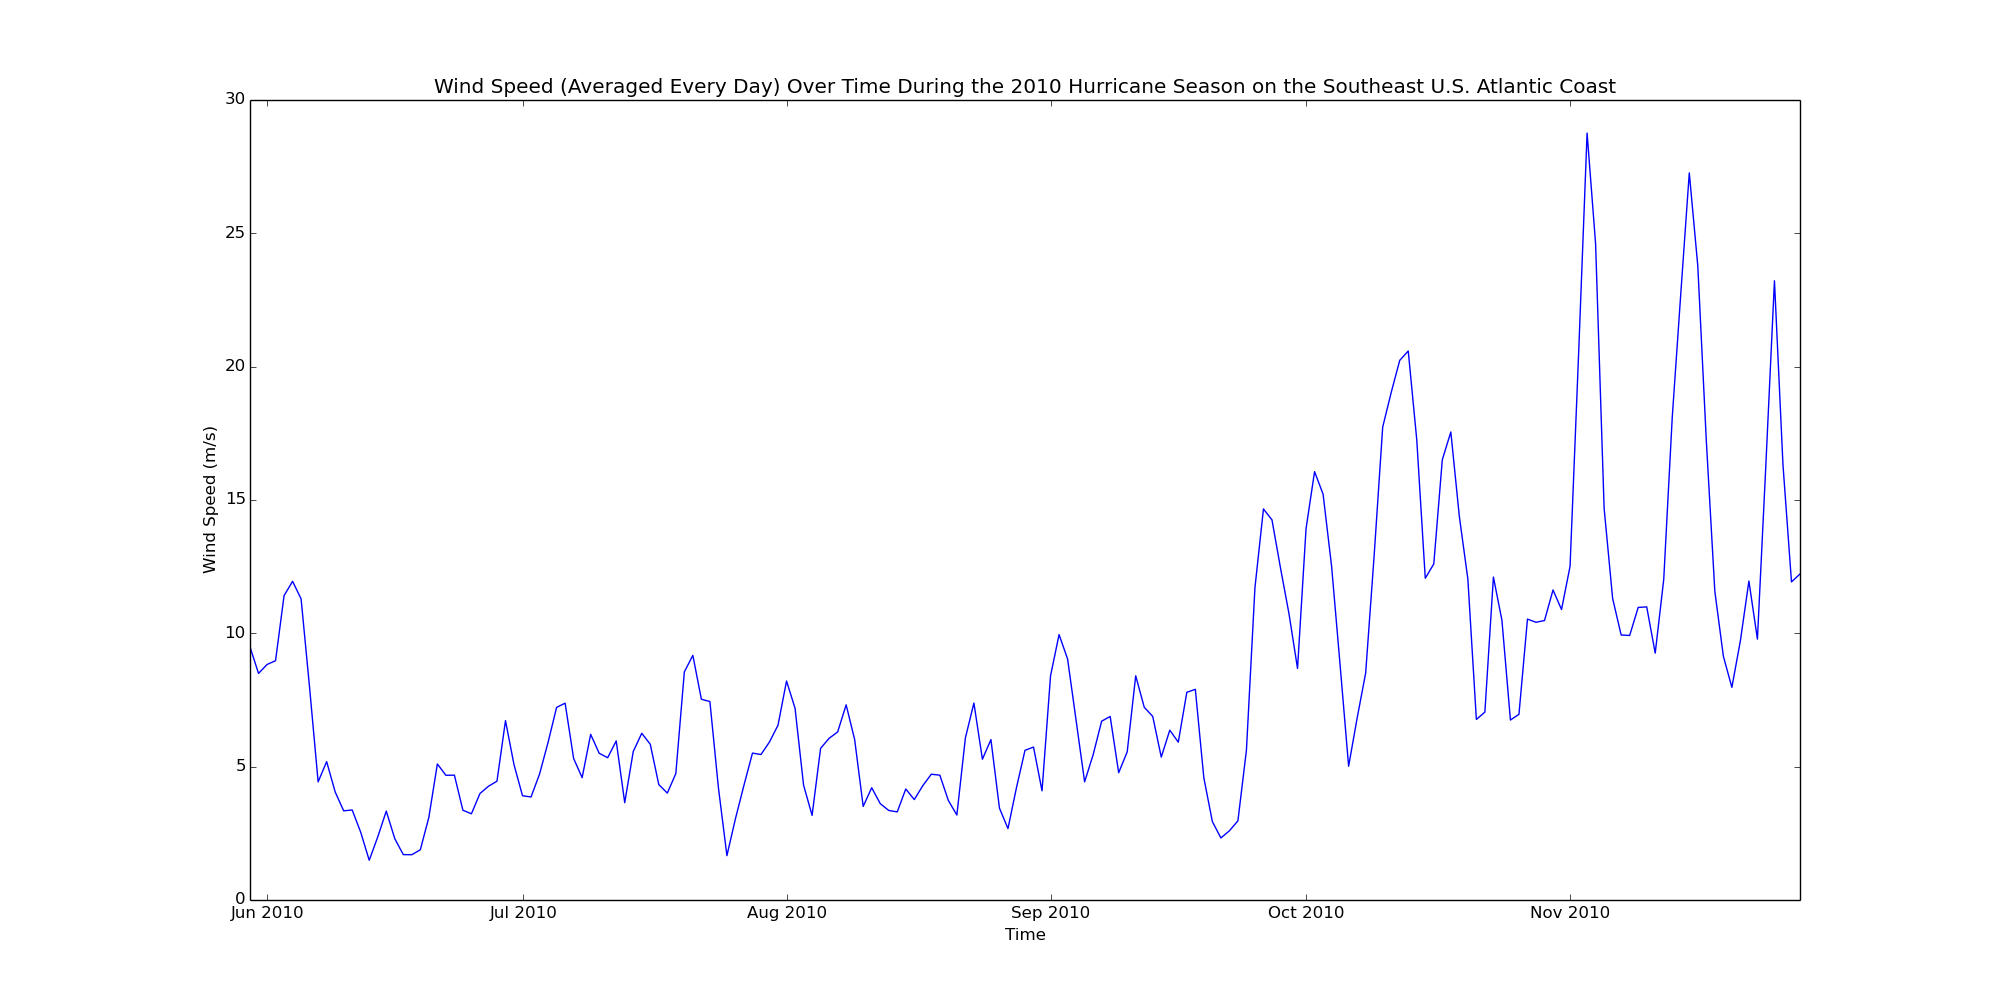 Wind Speed (Averaged Every Day) Over Time During the 2010 Hurricane Season on the Southeast U.S. Atlantic Coast
30
25
20
15
10
5
0
Wind Speed (m/s)
Jun 2010 Jul 2010 Aug 2010 Sep 2010 Oct 2010 Nov 2010
Time